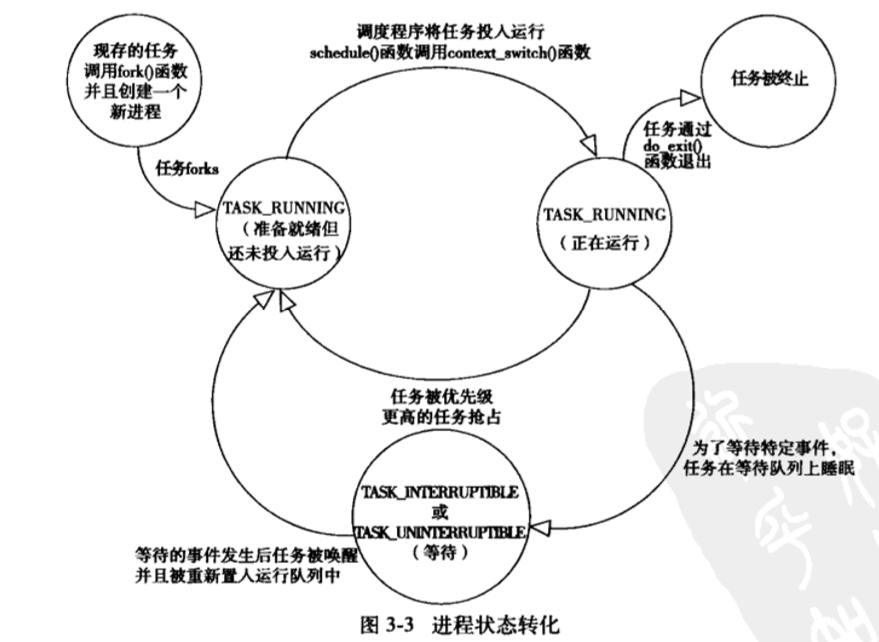 现存的任务
调用fork()函数
并且创建一个
新进程
调度程序将任务投入运行
schedule()函数调用context_switch()函数
任务被终止
任务通过
do_exit()
函数退出
任务forks
TASK_RUNNING
（准备就绪但
还未投入运行）
TASK_RUNNING
（正在运行）
任务被优先级
更高的任务抢占
为了等待特定事件，
任务在等待队列上睡眠
TASK_INTERRUPTIBLE
或
TASK_UNINTERRUPTIBLE
（等待）
等待的事件发生后任务被唤醒
并且被重新置入运行队列中
图 3-3 进程状态转化